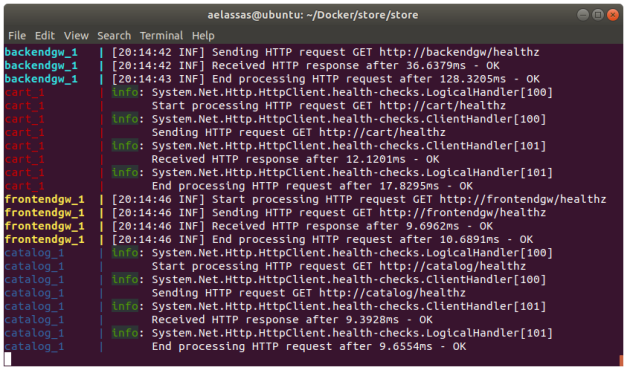 aelassas@ubuntu: ~/Docker/store/store
File Edit View Search Terminal Help
backendgw_1 | [20:14:42 INF] Sending HTTP request GET http://backendgw/healthz
backendgw_1 | [20:14:42 INF] Received HTTP response after 36.6379ms - OK
backendgw_1 | [20:14:43 INF] End processing HTTP request after 128.3205ms - OK
cart_1 | info: System.Net.Http.HttpClient.health-checks.LogicalHandler[100]
cart_1 | Start processing HTTP request GET http://cart/healthz
cart_1 | info: System.Net.Http.HttpClient.health-checks.ClientHandler[100]
cart_1 | Sending HTTP request GET http://cart/healthz
cart_1 | info: System.Net.Http.HttpClient.health-checks.ClientHandler[101]
cart_1 | Received HTTP response after 12.1201ms - OK
cart_1 | info: System.Net.Http.HttpClient.health-checks.LogicalHandler[101]
cart_1 | End processing HTTP request after 17.8295ms - OK
frontendgw_1 | [20:14:46 INF] Start processing HTTP request GET http://frontendgw/healthz
frontendgw_1 | [20:14:46 INF] Sending HTTP request GET http://frontendgw/healthz
frontendgw_1 | [20:14:46 INF] Received HTTP response after 9.6962ms - OK
frontendgw_1 | [20:14:46 INF] End processing HTTP request after 10.6891ms - OK
catalog_1 | info: System.Net.Http.HttpClient.health-checks.LogicalHandler[100]
catalog_1 | Start processing HTTP request GET http://catalog/healthz
catalog_1 | info: System.Net.Http.HttpClient.health-checks.ClientHandler[100]
catalog_1 | Sending HTTP request GET http://catalog/healthz
catalog_1 | info: System.Net.Http.HttpClient.health-checks.ClientHandler[101]
catalog_1 | Received HTTP response after 9.3928ms - OK
catalog_1 | info: System.Net.Http.HttpClient.health-checks.LogicalHandler[101]
catalog_1 | End processing HTTP request after 9.6554ms - OK